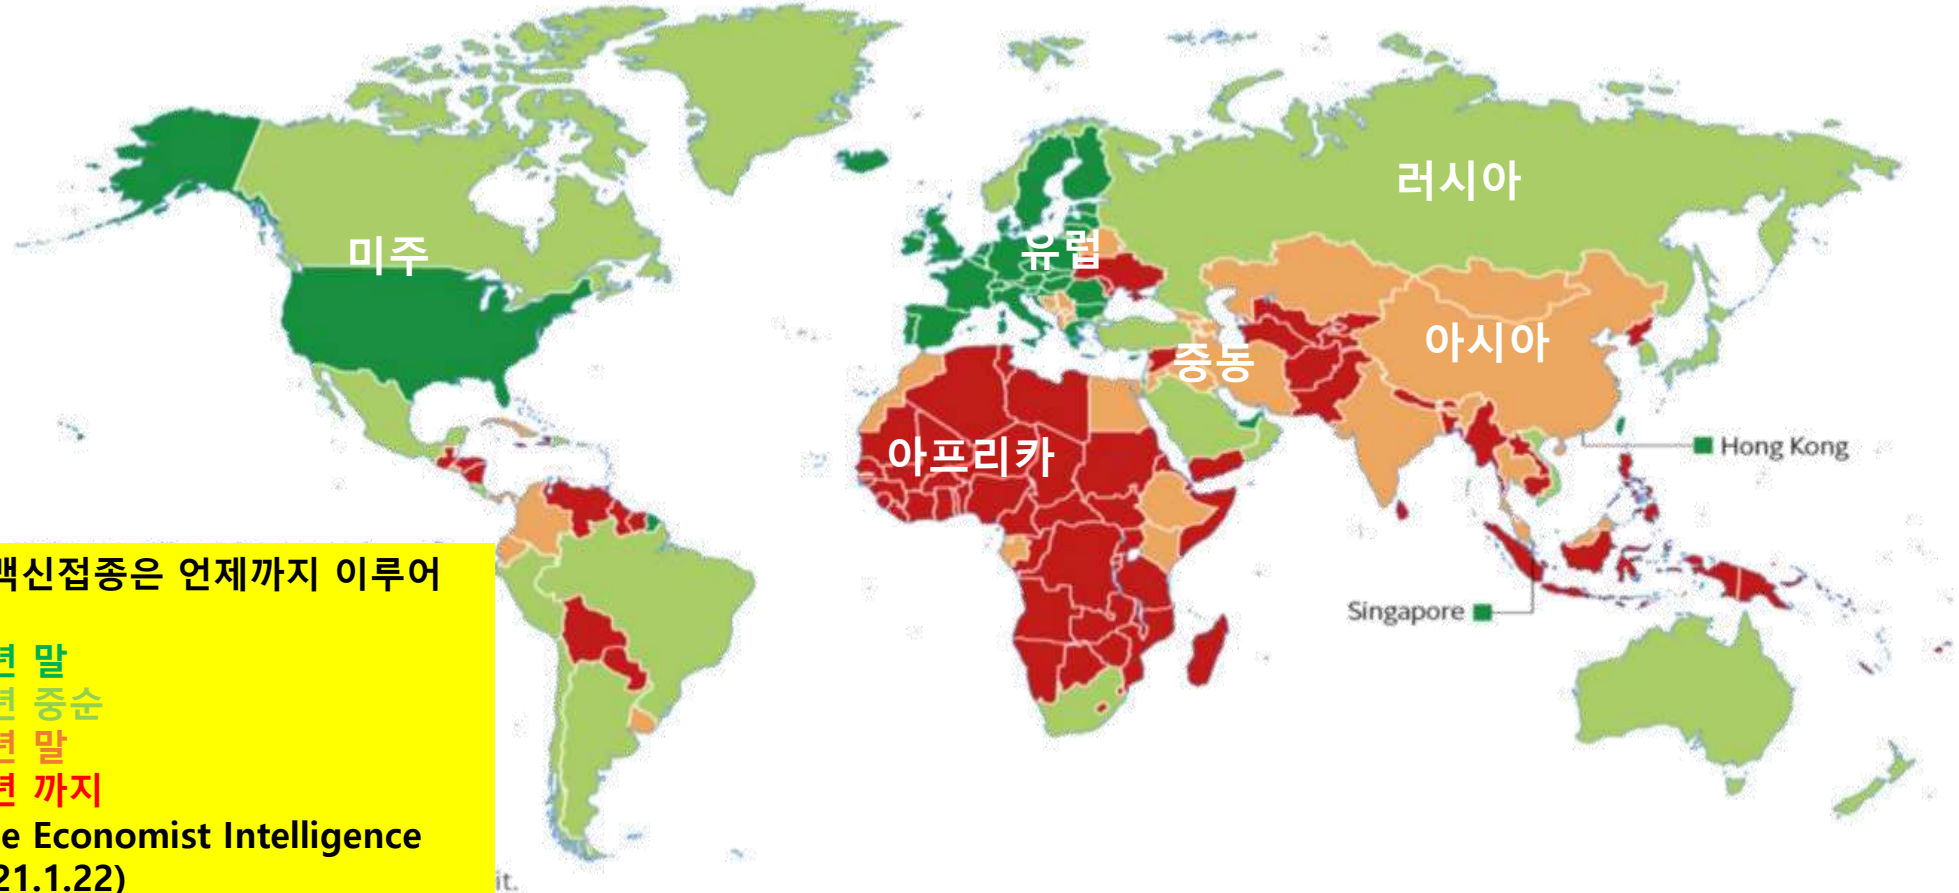 러시아
미주
유럽
아시아
중동
Hong Kong
아프리카
백신접종은 언제까지 이루어
Singapore
년 말
년 중순
년 말
년 까지
e Economist Intelligence
21.1.22)
it.